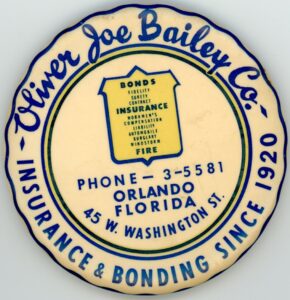 Oliver Joe Bailey Co.
BONDS
FIDELITY
SURETY
CONTRACT
INSURANCE
WORKMEN'S
COMPENSATION
LIABILITY
AUTOMOBILE
BURGLARY
WINDSTORM
FIRE
PHONE - 3-5581
ORLANDO
FLORIDA
45 W. WASHINGTON ST.
INSURANCE & BONDING SINCE 1920